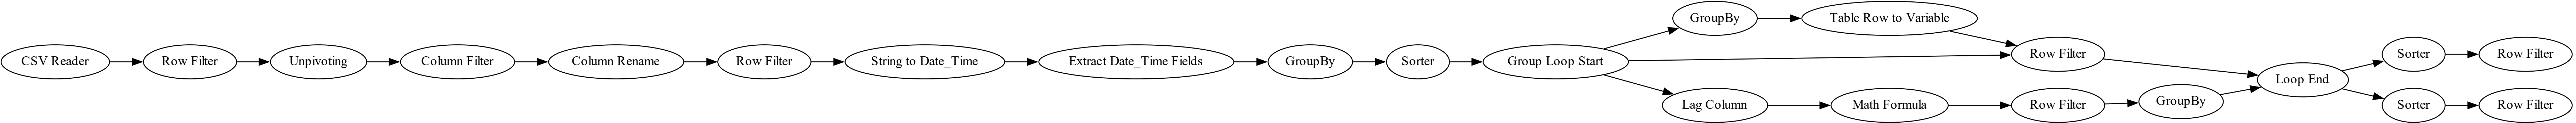 CSV Reader
Row Filter
Unpivoting
Column Filter
Column Rename
Row Filter
String to Date_Time
Extract Date_Time Fields
GroupBy
Sorter
Group Loop Start
GroupBy
Table Row to Variable
Row Filter
Lag Column
Math Formula
Row Filter
GroupBy
Loop End
Sorter
Row Filter
Sorter
Row Filter